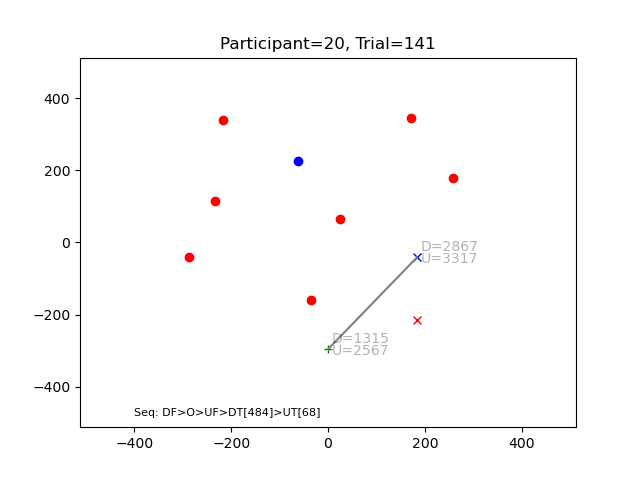 Participant=20, Trial=141
400
200
0
−200
−400
D=2867
U=3317
D=1315
U=2567
Seq: DF>O>UF>DT[484]>UT[68]
−400
−200
0
200
400